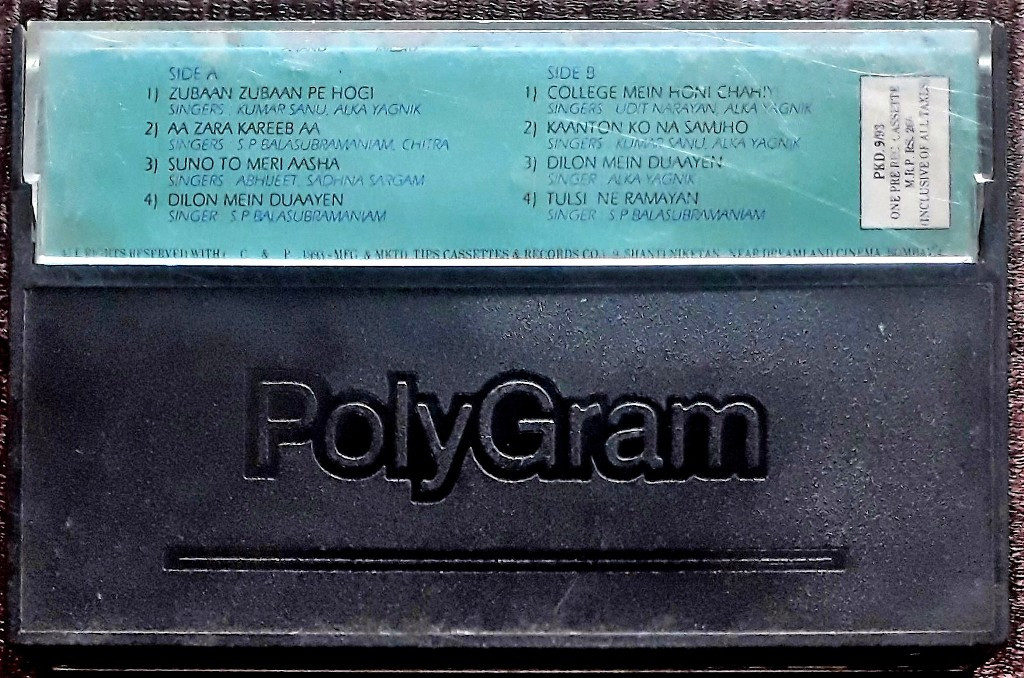 SIDE A
1) ZUBAAN ZUBAAN PE HOGI
SINGERS : KUMAR SANU, ALKA YAGNIK
2) AA ZARA KAREEB AA
SINGERS : S.P.BALASUBRAMANIAM, CHITRA
3) SUNO TO MERI AASHA
SINGERS : ABHIJEET, SADHNA SARGAM
4) DILON MEIN DUAAYEN
SINGER : S.P.BALASUBRAMANIAM
SIDE B
1) COLLEGE MEIN HONI CHAHIY
SINGERS : UDIT NARAYAN, ALKA YAGNIK
2) KAANTON KO NA SAMJHO
SINGERS : KUMAR SANU, ALKA YAGNIK
3) DILON MEIN DUAAYEN
SINGER : ALKA YAGNIK
4) TULSI NE RAMAYAN
SINGER : S.P.BALASUBRAMANIAM
PKD. 9/93
ONE PRE REC. CASSETTE
M.R.P. RS.
(INCLUSIVE OF ALL TAXES)
ALL RIGHTS RESERVED WITH : C & P 1993 - MFG. & MKTD. TIPS CASSETTES & RECORDS CO. SHANTI NIKETAN, NEAR DREAMLAND CINEMA, BOMBAY
PolyGram